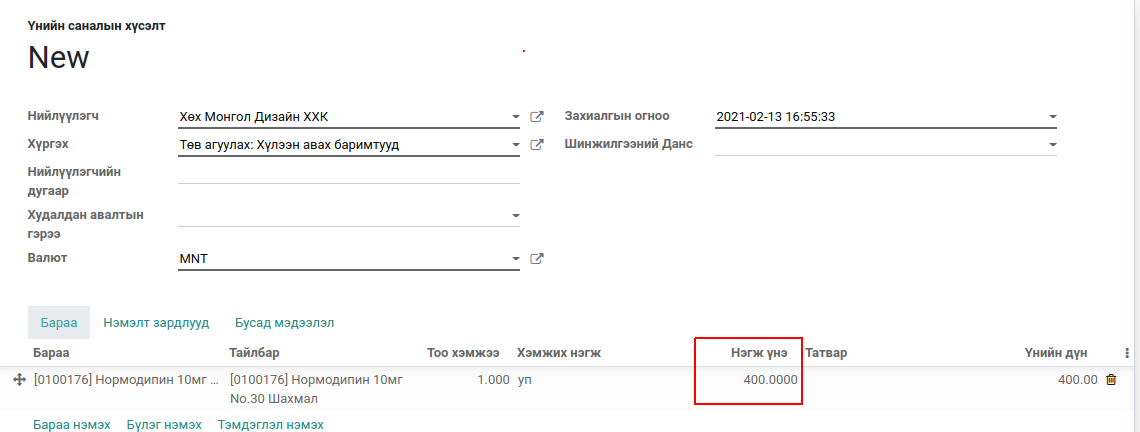 Үнийн саналын хүсэлт
New
Нийлүүлэгч Хөх Монгол Дизайн ХХК Захиалгын огноо 2021-02-13 16:55:33
Хүргэх Төв агуулах: Хүлээн авах баримтууд Шинжилгээний Данс
Нийлүүлэгчийн
дугаар
Худалдан авалтын
гэрээ
Валют MNT
Бараа Нэмэлт зардлууд Бусад мэдээлэл
Бараа Тайлбар Тоо хэмжээ Хэмжих нэгж Нэгж үнэ Татвар Үнийн дүн
[0100176] Нормодипин 10мг ... [0100176] Нормодипин 10мг 1.000 уп 400.0000 400.00
No.30 Шахмал
Бараа нэмэх Бүлэг нэмэх Тэмдэглэл нэмэх